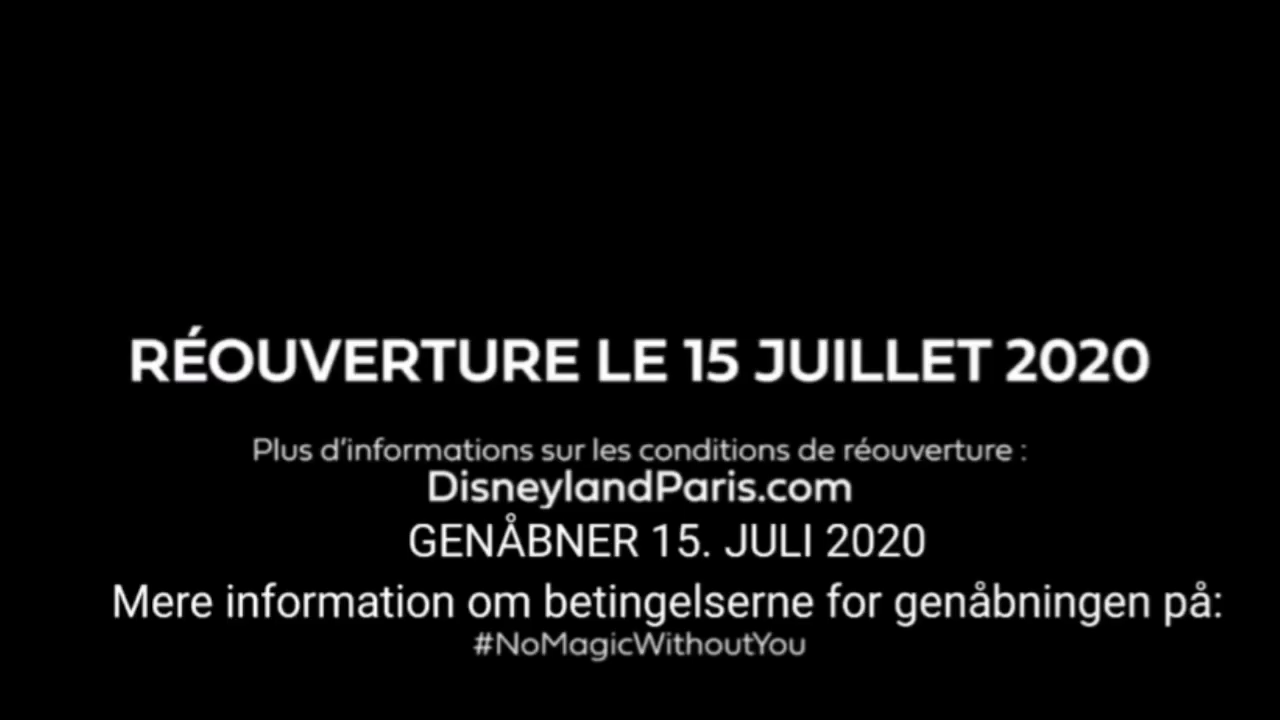 RÉOUVERTURE LE 15 JUILLET 2020
Plus d'informations sur les conditions de réouverture :
DisneylandParis.com
GENÅBNER 15. JULI 2020
Mere information om betingelserne for genåbningen på:
#NoMagicWithoutYou